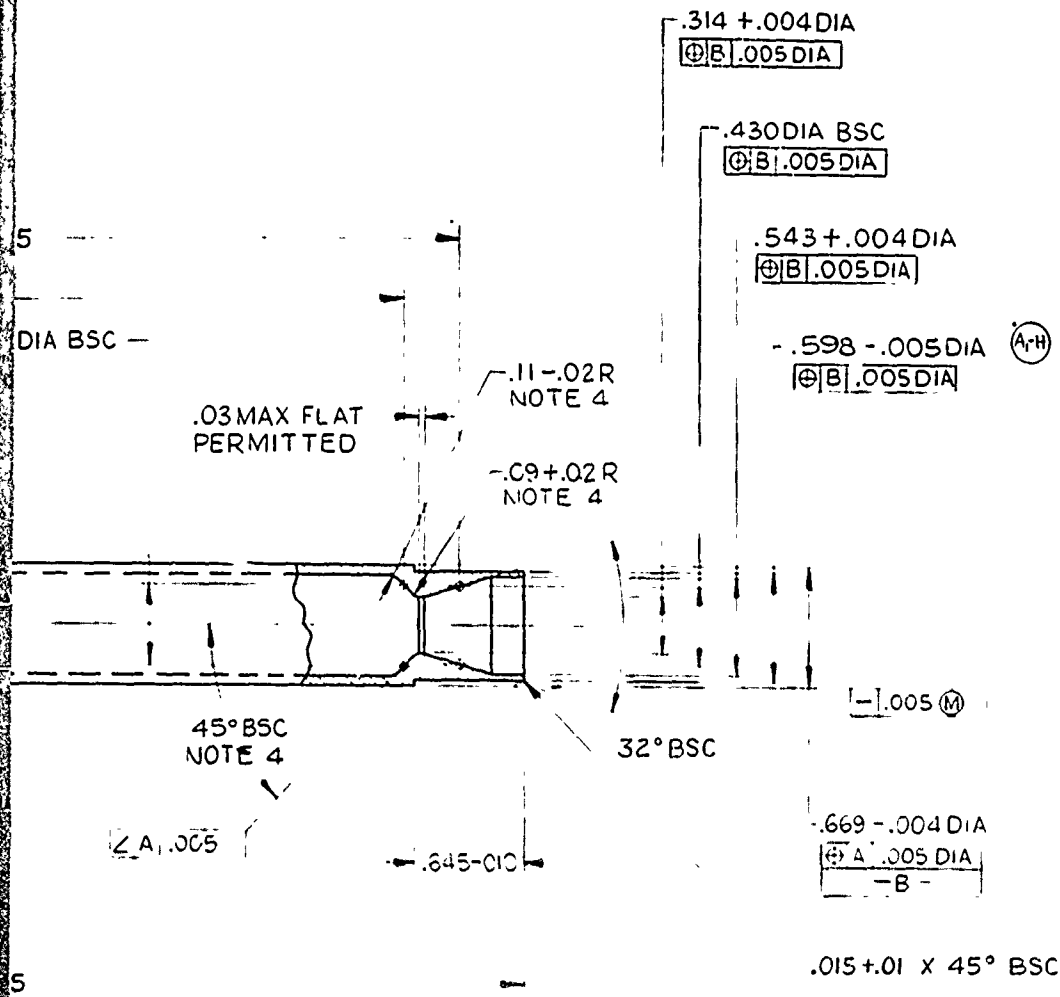 .314 +.004 DIA
⌖ B .005 DIA
.430 DIA BSC
⌖ B .005 DIA
.543 +.004 DIA
⌖ B .005 DIA
5
DIA BSC
.598 -.005 DIA
A₁-H
⌖ B .005 DIA
.11 -.02 R
NOTE 4
.03 MAX FLAT
PERMITTED
.09 +.02 R
NOTE 4
45° BSC
NOTE 4
32° BSC
.005 Ⓜ
∠ A .005
.669 -.004 DIA
⌖ A .005 DIA
-B-
.015 +.01 X 45° BSC
5